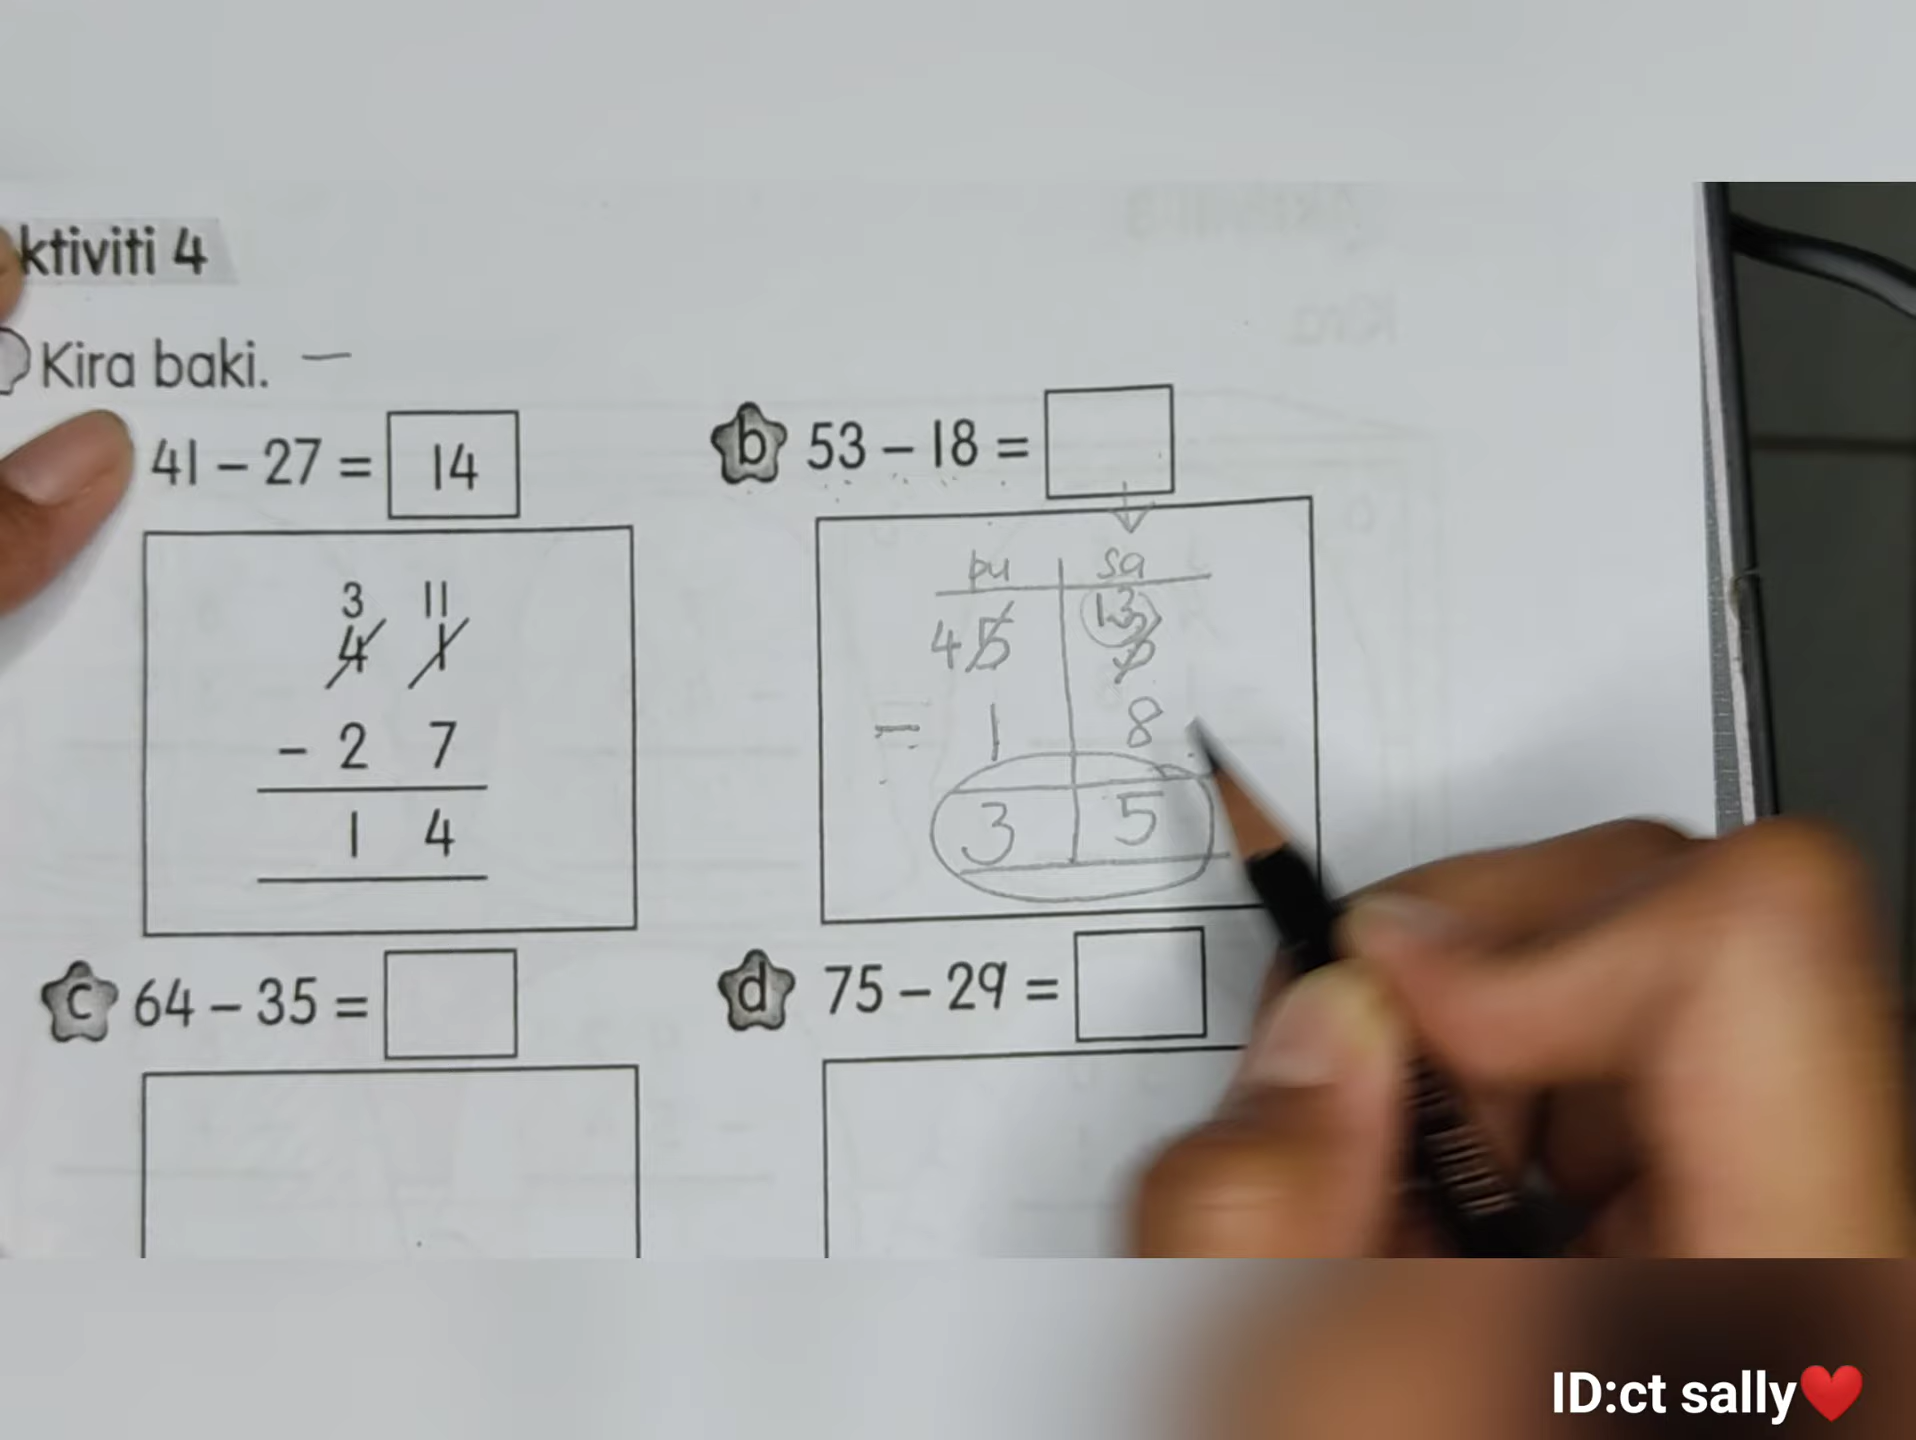 ktiviti 4
Kira baki. —
41 – 27 = 14
3 11
4 1
– 2 7
1 4
b 53 – 18 =
pu sa
13
4 5 3
– 1 8
3 5
c 64 – 35 =
d 75 – 29 =
ID:ct sally❤️